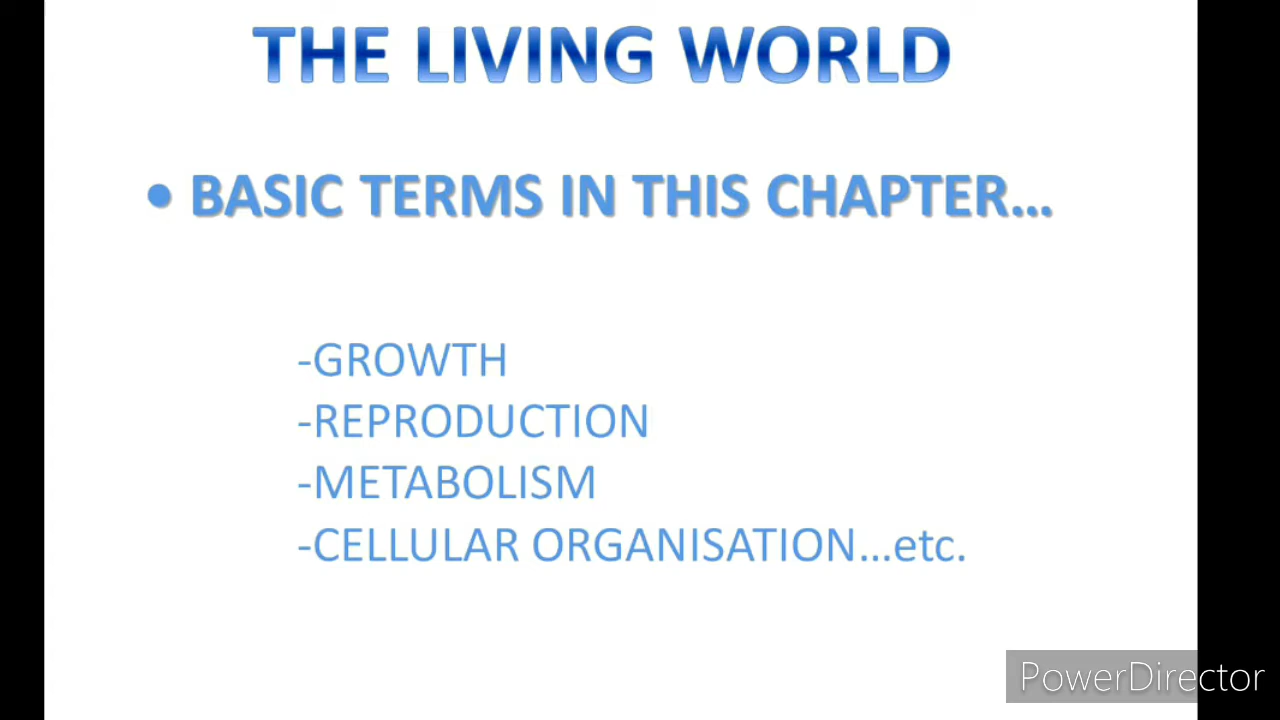 THE LIVING WORLD
• BASIC TERMS IN THIS CHAPTER...
-GROWTH
-REPRODUCTION
-METABOLISM
-CELLULAR ORGANISATION...etc.
PowerDirector